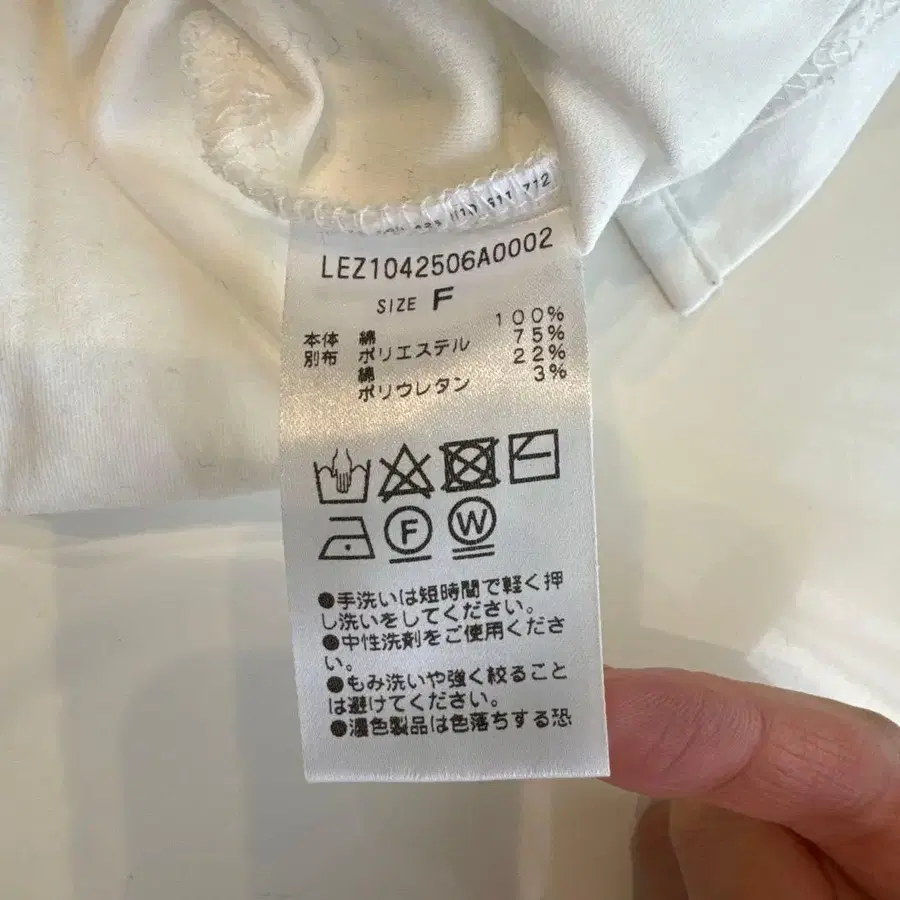 LEZ1042506A0002
SIZE F
本体 綿 100%
別布 ポリエステル 75%
綿 22%
ポリウレタン 3%
F W
●手洗いは短時間で軽く押
し洗いをしてください。
●中性洗剤をご使用くださ
い。
●もみ洗いや強く絞ること
は避けてください。
●濃色製品は色落ちする恐